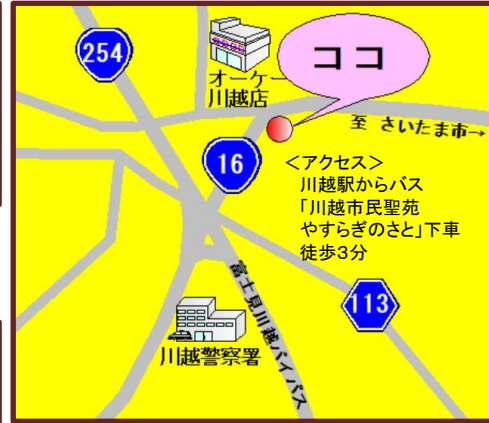 254
オーケー
川越店
ココ
至 さいたま市→
16
＜アクセス＞
川越駅からバス
「川越市民聖苑
やすらぎのさと」下車
徒歩3分
113
富士見川越バイパス
川越警察署